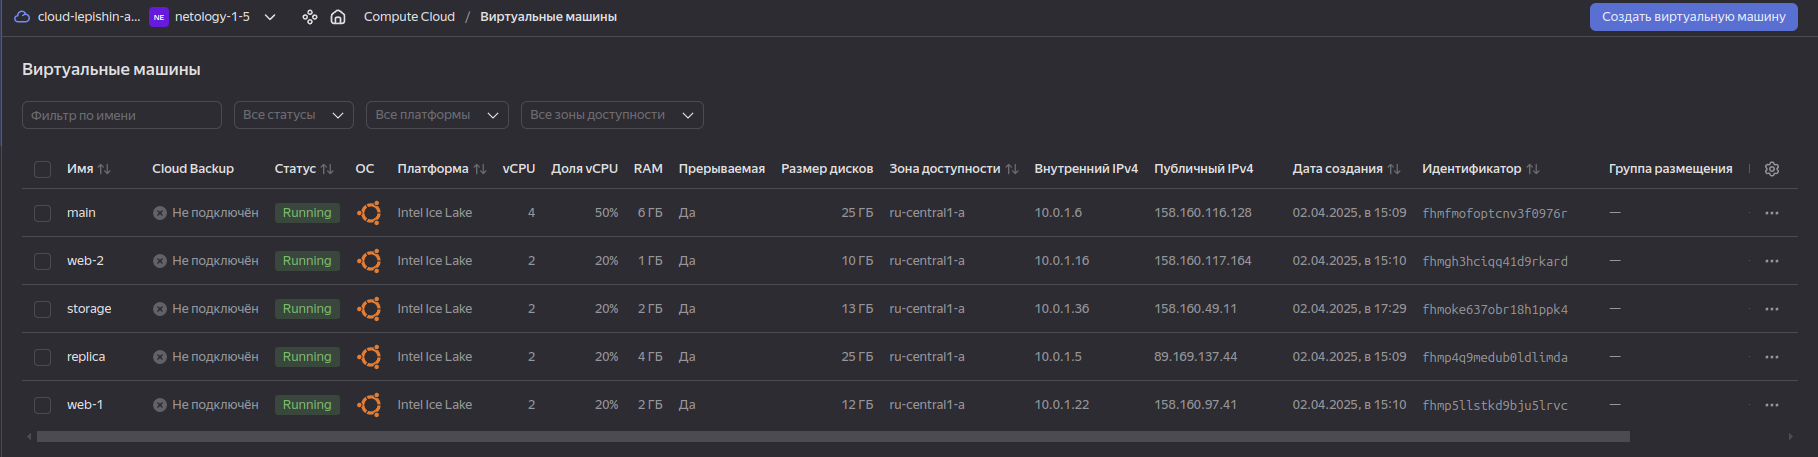 cloud-lepishin-a... NE netology-1-5 Compute Cloud / Виртуальные машины Создать виртуальную машину
Виртуальные машины
Фильтр по имени Все статусы Все платформы Все зоны доступности
Имя Cloud Backup Статус ОС Платформа vCPU Доля vCPU RAM Прерываемая Размер дисков Зона доступности Внутренний IPv4 Публичный IPv4 Дата создания Идентификатор Группа размещения
main Не подключён Running Intel Ice Lake 4 50% 6 ГБ Да 25 ГБ ru-central1-a 10.0.1.6 158.160.116.128 02.04.2025, в 15:09 fhmfmofoptcnv3f0976r — ...
web-2 Не подключён Running Intel Ice Lake 2 20% 1 ГБ Да 10 ГБ ru-central1-a 10.0.1.16 158.160.117.164 02.04.2025, в 15:10 fhmgh3hciqq41d9rkard — ...
storage Не подключён Running Intel Ice Lake 2 20% 2 ГБ Да 13 ГБ ru-central1-a 10.0.1.36 158.160.49.11 02.04.2025, в 17:29 fhmoke637obr18h1ppk4 — ...
replica Не подключён Running Intel Ice Lake 2 20% 4 ГБ Да 25 ГБ ru-central1-a 10.0.1.5 89.169.137.44 02.04.2025, в 15:09 fhmp4q9medub0ldlimda — ...
web-1 Не подключён Running Intel Ice Lake 2 20% 2 ГБ Да 12 ГБ ru-central1-a 10.0.1.22 158.160.97.41 02.04.2025, в 15:10 fhmp5llstkd9bju5lrvc — ...